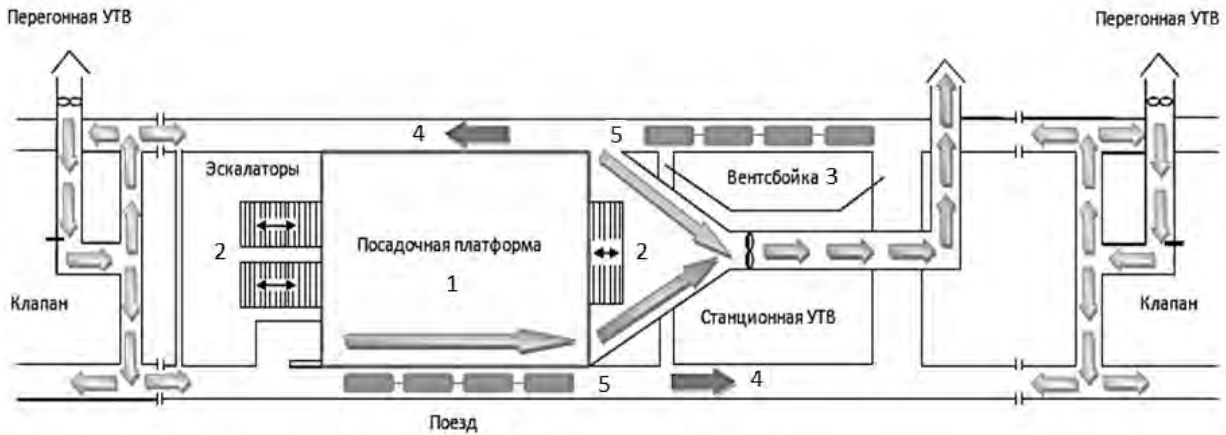 Перегонная УТВ
Перегонная УТВ
4
5
Эскалаторы
Вентсбойка 3
2
Посадочная платформа
2
1
Клапан
Станционная УТВ
Клапан
5
4
Поезд